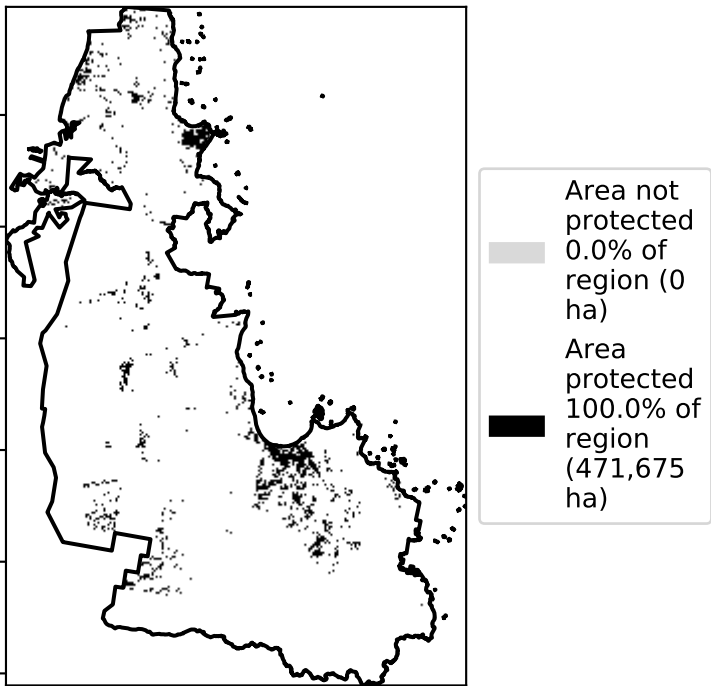 Area not
protected
0.0% of
region (0
ha)
Area
protected
100.0% of
region
(471,675
ha)